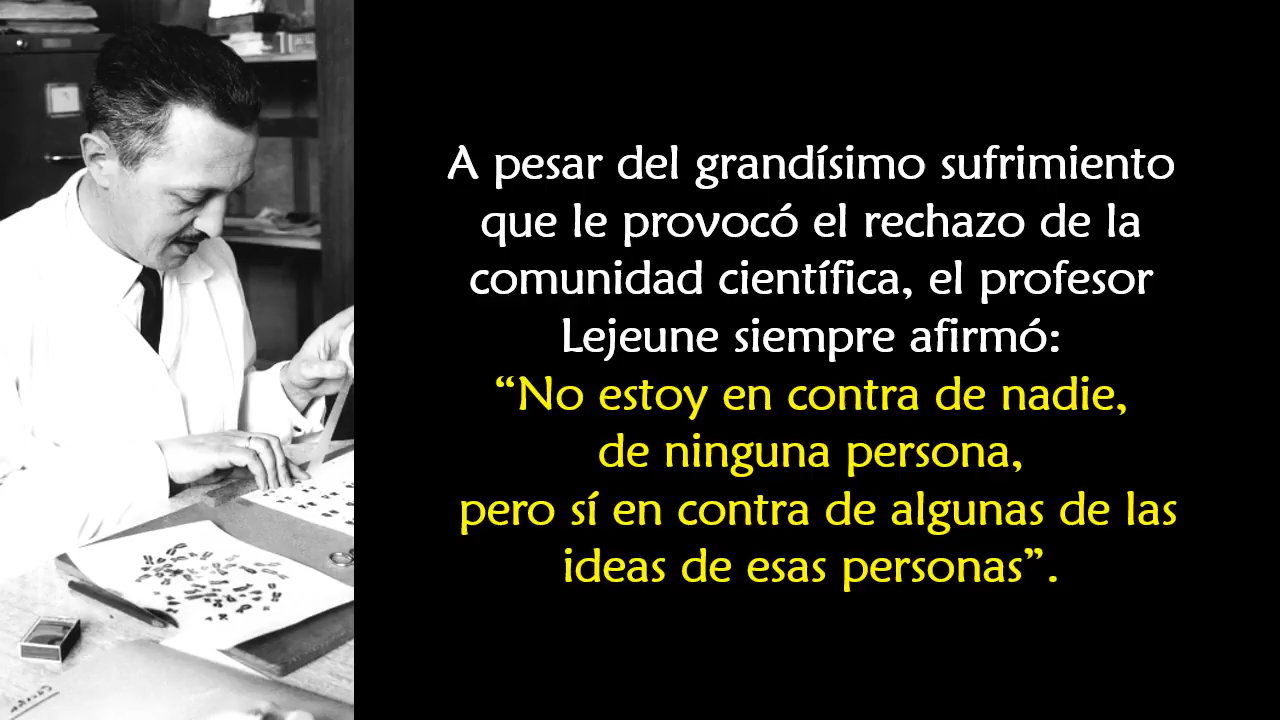 A pesar del grandísimo sufrimiento
que le provocó el rechazo de la
comunidad científica, el profesor
Lejeune siempre afirmó:
“No estoy en contra de nadie,
de ninguna persona,
pero sí en contra de algunas de las
ideas de esas personas”.